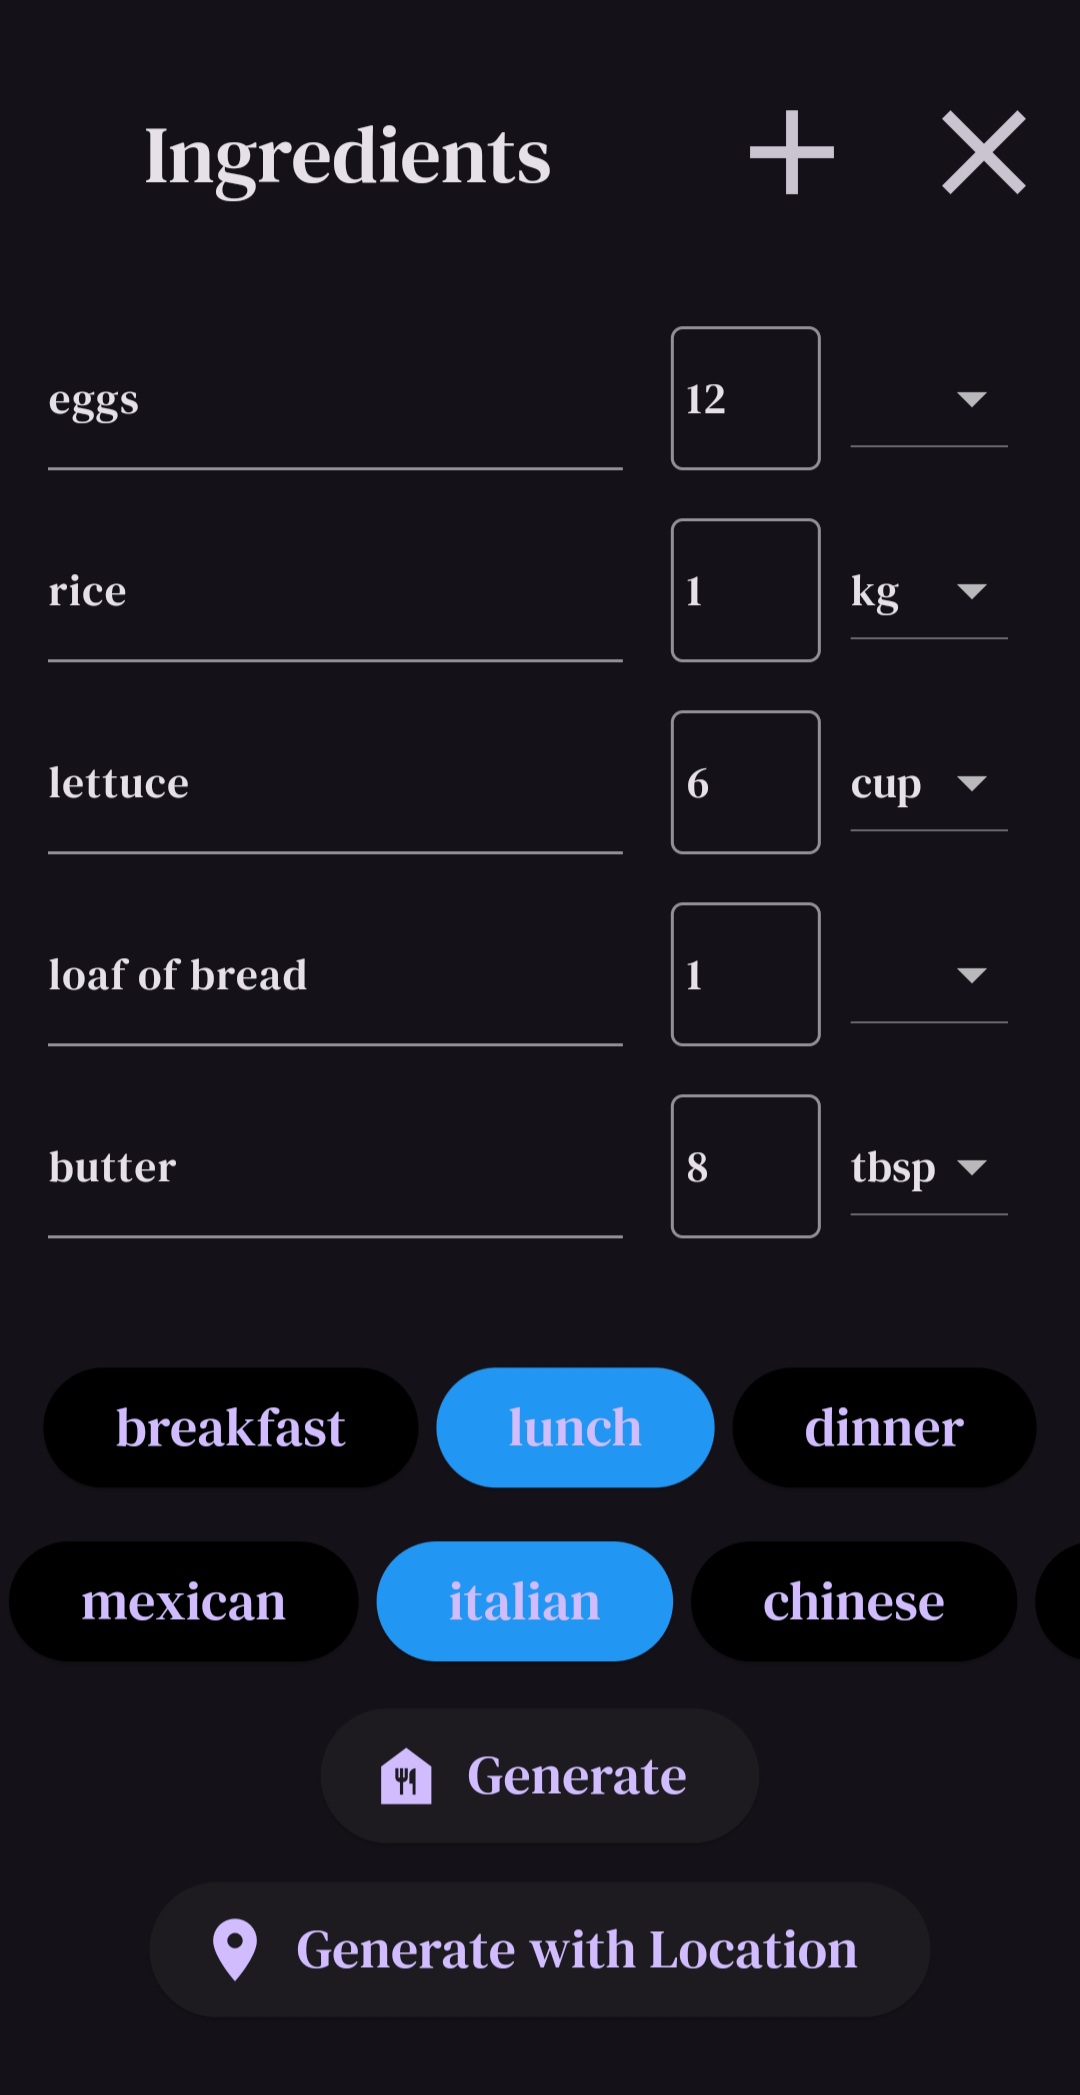 Ingredients
eggs 12
rice 1 kg
lettuce 6 cup
loaf of bread 1
butter 8 tbsp
breakfast lunch dinner
mexican italian chinese
Generate
Generate with Location